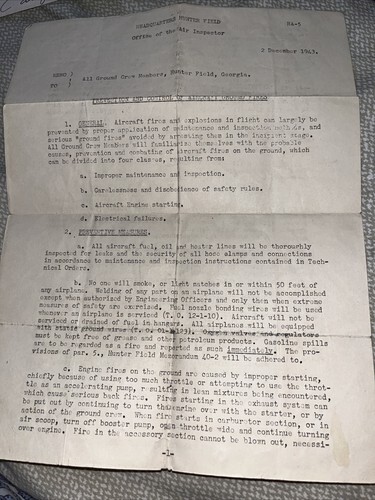 HEADQUARTERS HUNTER FIELD
Office of the Air Inspector
HA-5
2 December 1943.
MEMO )
TO ) All Ground Crew Members, Hunter Field, Georgia.
PREVENTION AND CONTROL OF AIRCRAFT GROUND FIRES
1. GENERAL. Aircraft fires and explosions in flight can largely be
prevented by proper application of maintenance and inspection methods, and
serious "ground fires" avoided by arresting them in the incipient stage.
All Ground Crew Members will familiarize themselves with the probable
causes, prevention and combating of aircraft fires on the ground, which
can be divided into four classes, resulting from:
a. Improper maintenance and inspection.
b. Carelessness and disobedience of safety rules.
c. Aircraft Engine starting.
d. Electrical failures.
2. PREVENTIVE MEASURES.
a. All aircraft fuel, oil and heater lines will be thoroughly
inspected for leaks and the security of all hose clamps and connections
in accordance to maintenance and inspection instructions contained in Tech-
nical Orders.
b. No one will smoke, or light matches in or within 50 feet of
any airplane. Welding of any part on an airplane will not be accomplished
except when authorized by Engineering Officers and only then when extreme
measures of safety are exercised. Fuel nozzle bonding wires will be used
whenever an airplane is serviced (T. O. 12-1-10). Aircraft will not be
serviced or drained of fuel in hangars. All airplanes will be equipped
with static ground wires (T. O. Oxygen valves and regulators
must be kept free of grease and other petroleum products. Gasoline spills
are to be regarded as a fire and reported as such immediately. The pro-
visions of par. 5., Hunter Field Memorandum 40-2 will be adhered to.
c. Engine fires on the ground are caused by improper starting,
chiefly because of using too much throttle or attempting to use the throt-
tle as an accelerating pump, resulting in lean mixtures being encountered,
which cause serious back fires. Fires starting in the exhaust system can
be put out by continuing to turn the engine over with the starter, or by
action of the ground crew. When fire starts in carburetor section, or in
air scoop, turn off booster pump, open throttle wide and continue turning
over engine. Fire in the accessory section cannot be blown out, necessi-
-1-